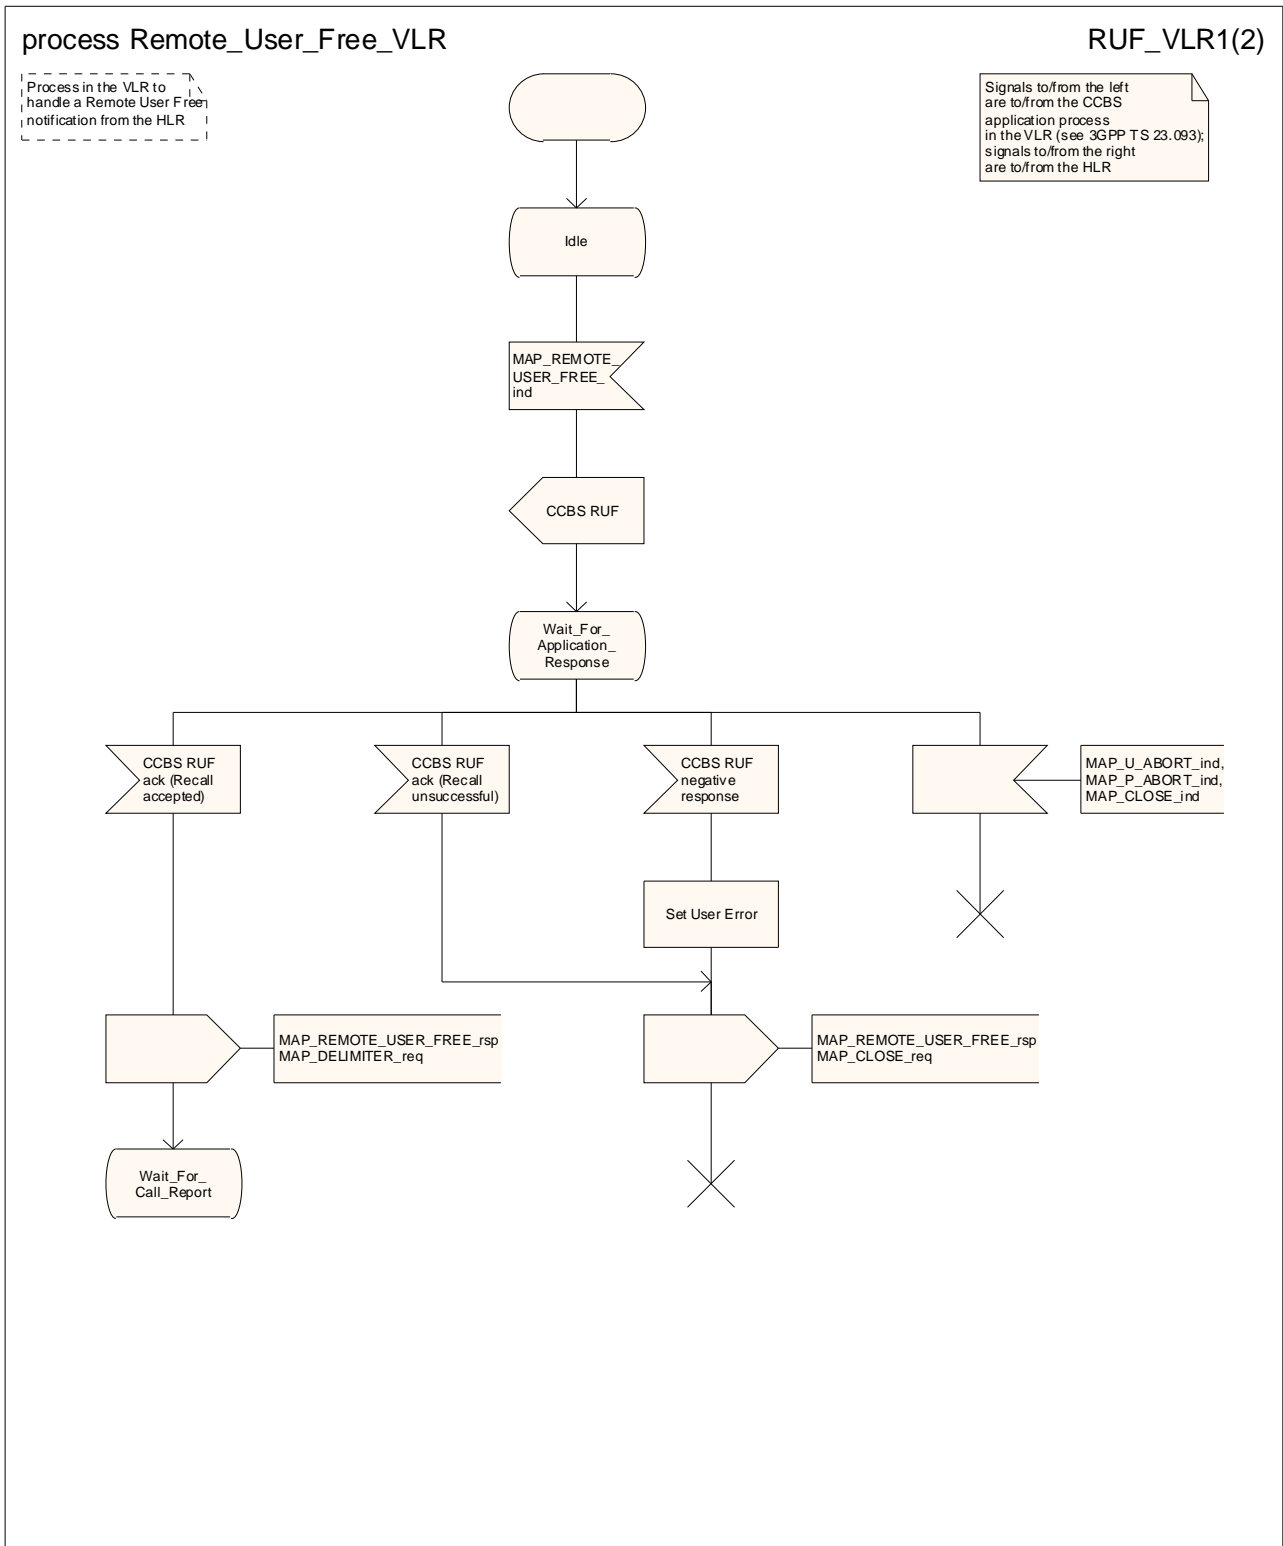 process Remote_User_Free_VLR
RUF_VLR1(2)
Process in the VLR to
handle a Remote User Free
notification from the HLR
Signals to/from the left
are to/from the CCBS
application process
in the VLR (see 3GPP TS 23.093);
signals to/from the right
are to/from the HLR
Idle
MAP_REMOTE_
USER_FREE_
ind
CCBS RUF
Wait_For_
Application_
Response
CCBS RUF
ack (Recall
accepted)
CCBS RUF
ack (Recall
unsuccessful)
CCBS RUF
negative
response
MAP_U_ABORT_ind,
MAP_P_ABORT_ind,
MAP_CLOSE_ind
Set User Error
MAP_REMOTE_USER_FREE_rsp
MAP_DELIMITER_req
MAP_REMOTE_USER_FREE_rsp
MAP_CLOSE_req
Wait_For_
Call_Report